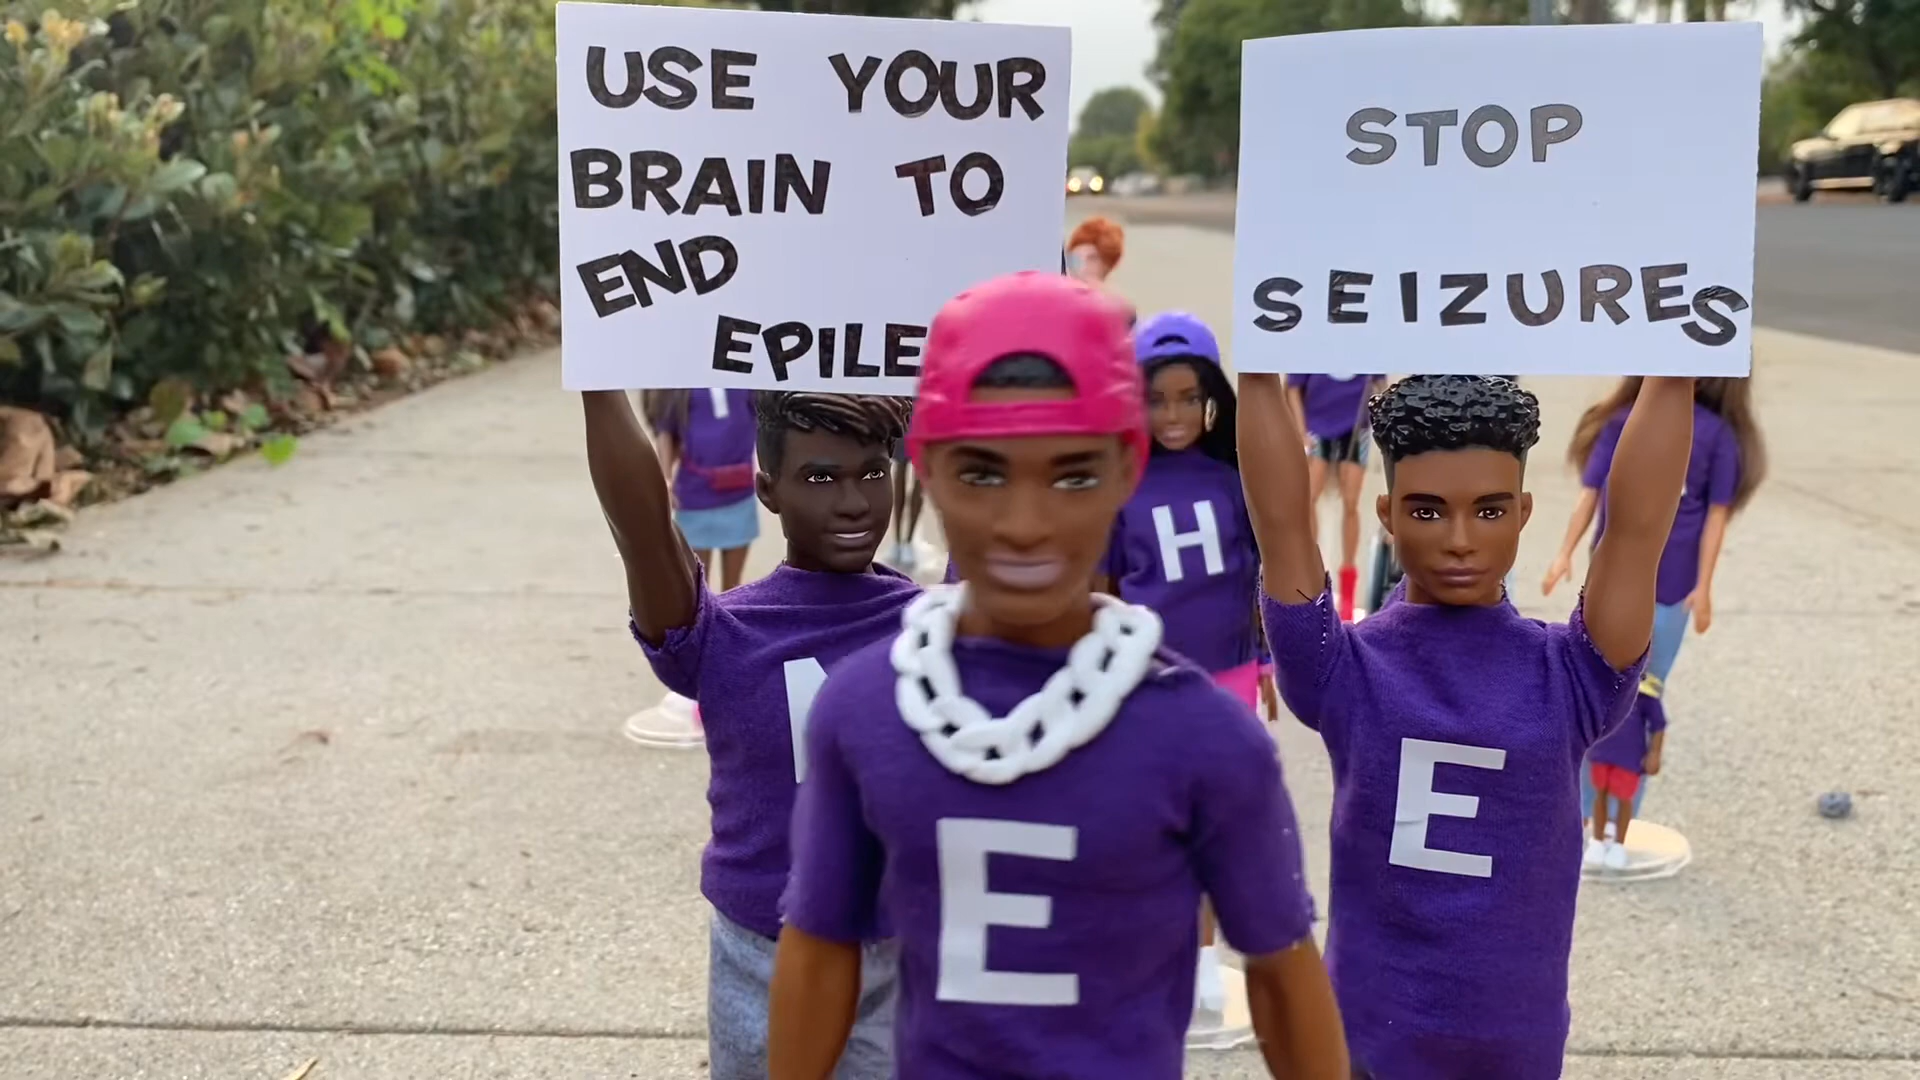 USE YOUR
BRAIN TO
END
EPILE
STOP
SEIZURES
H
E
E